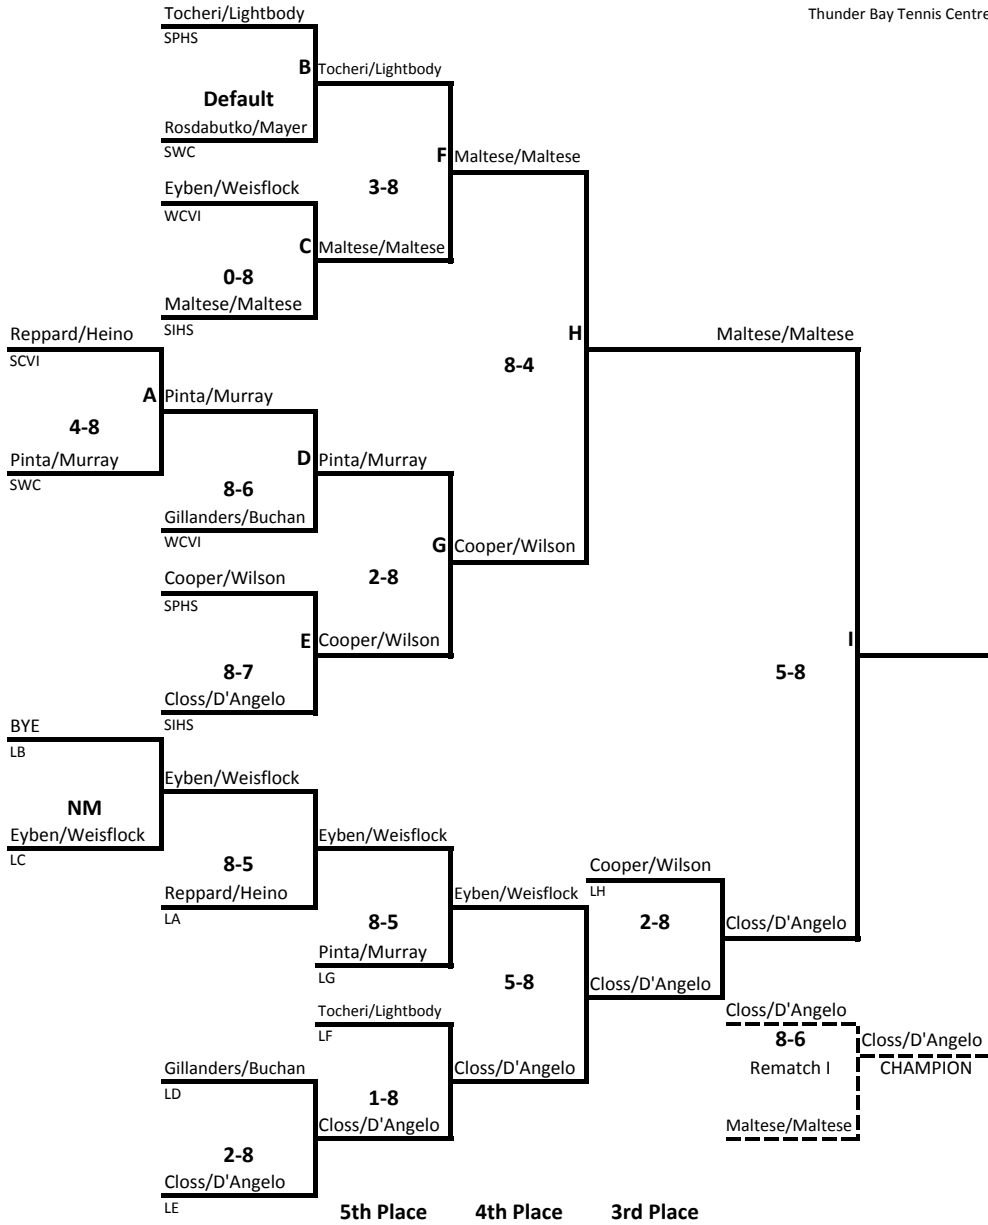 Tocheri/Lightbody
Thunder Bay Tennis Centre
SPHS
B Tocheri/Lightbody
Default
Rosdabutko/Mayer
SWC
F Maltese/Maltese
Eyben/Weisflock
3-8
WCVI
C Maltese/Maltese
0-8
Maltese/Maltese
SIHS
Reppard/Heino
H
Maltese/Maltese
SCVI
8-4
A Pinta/Murray
4-8
Pinta/Murray
D Pinta/Murray
SWC
8-6
Gillanders/Buchan
WCVI
G Cooper/Wilson
Cooper/Wilson
2-8
SPHS
E Cooper/Wilson
I
8-7
5-8
Closs/D'Angelo
SIHS
BYE
LB
Eyben/Weisflock
NM
Eyben/Weisflock
Eyben/Weisflock
LC
8-5
Cooper/Wilson
Reppard/Heino
Eyben/Weisflock
LH
LA
8-5
2-8
Closs/D'Angelo
Pinta/Murray
LG
5-8
Closs/D'Angelo
Tocheri/Lightbody
Closs/D'Angelo
LF
8-6
Closs/D'Angelo
Gillanders/Buchan
Closs/D'Angelo
Rematch I
CHAMPION
LD
1-8
Closs/D'Angelo
Maltese/Maltese
2-8
Closs/D'Angelo
LE
5th Place
4th Place
3rd Place